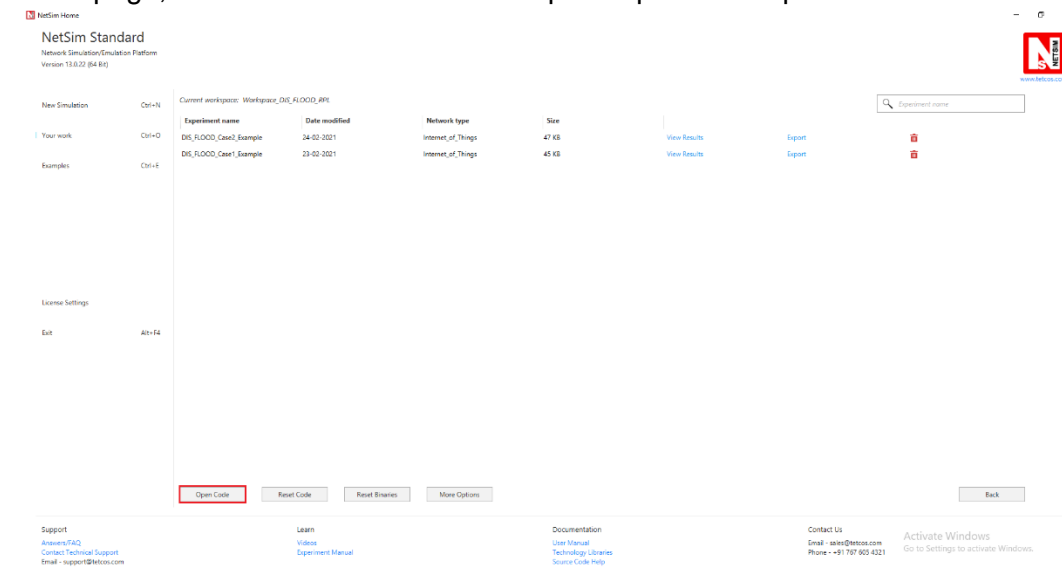 NetSim Home
NetSim Standard
Network Simulation/Emulation Platform
Version 13.0.22 (64 Bit)
NETSIM
www.tetcos.co
New Simulation Ctrl+N
Your work Ctrl+O
Examples Ctrl+E
License Settings
Exit Alt+F4
Current workspace: Workspace_DIS_FLOOD_RPL
Experiment name
Experiment name Date modified Network type Size
DIS_FLOOD_Case2_Example 24-02-2021 Internet_of_Things 47 KB View Results Export
DIS_FLOOD_Case1_Example 23-02-2021 Internet_of_Things 45 KB View Results Export
Open Code Reset Code Reset Binaries More Options Back
Support Learn Documentation Contact Us
Answers/FAQ Videos User Manual Email - sales@tetcos.com
Contact Technical Support Experiment Manual Technology Libraries Phone - +91 767 605 4321
Email - support@tetcos.com Source Code Help
Activate Windows
Go to Settings to activate Windows.